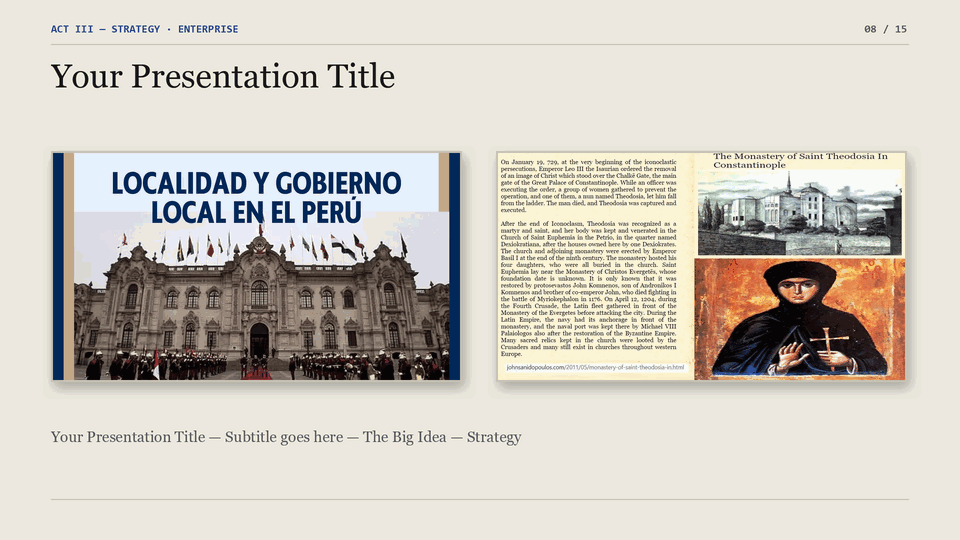 ACT III — STRATEGY · ENTERPRISE
08 / 15
Your Presentation Title
LOCALIDAD Y GOBIERNO
LOCAL EN EL PERÚ
On January 19, 729, at the very beginning of the iconoclastic
persecutions, Emperor Leo III the Isaurian ordered the removal
of an image of Christ which stood over the Chalkē Gate, the main
gate of the Great Palace of Constantinople. While an officer was
executing the order, a group of women gathered to prevent the
operation, and one of them, a nun named Theodosia, let him fall
from the ladder. The man died, and Theodosia was captured and
executed.
After the end of Iconoclasm, Theodosia was recognized as a
martyr and saint, and her body was kept and venerated in the
Church of Saint Euphemia in the Petrio, in the quarter named
Dexiokratiana, after the houses owned here by one Dexiokrates.
The church and adjoining monastery were erected by Emperor
Basil I at the end of the ninth century. The monastery hosted his
four daughters, who were all buried in the church. Saint
Euphemia lay near the Monastery of Christos Evergetēs, whose
foundation date is unknown. It is only known that it was
restored by protosevastos John Komnenos, son of Andronikos I
Komnenos and brother of co-emperor John, who died fighting in
the battle of Myriokephalon in 1176. On April 12, 1204, during
the Fourth Crusade, the Latin fleet gathered in front of the
Monastery of the Evergetes before attacking the city. During the
Latin Empire, the navy had its anchorage in front of the
monastery, and the naval port was kept there by Michael VIII
Palaiologos also after the restoration of the Byzantine Empire.
Many sacred relics kept in the church were looted by the
Crusaders and many still exist in churches throughout western
Europe.
johnsanidopoulos.com/2011/05/monastery-of-saint-theodosia-in.html
The Monastery of Saint Theodosia In
Constantinople
Your Presentation Title — Subtitle goes here — The Big Idea — Strategy